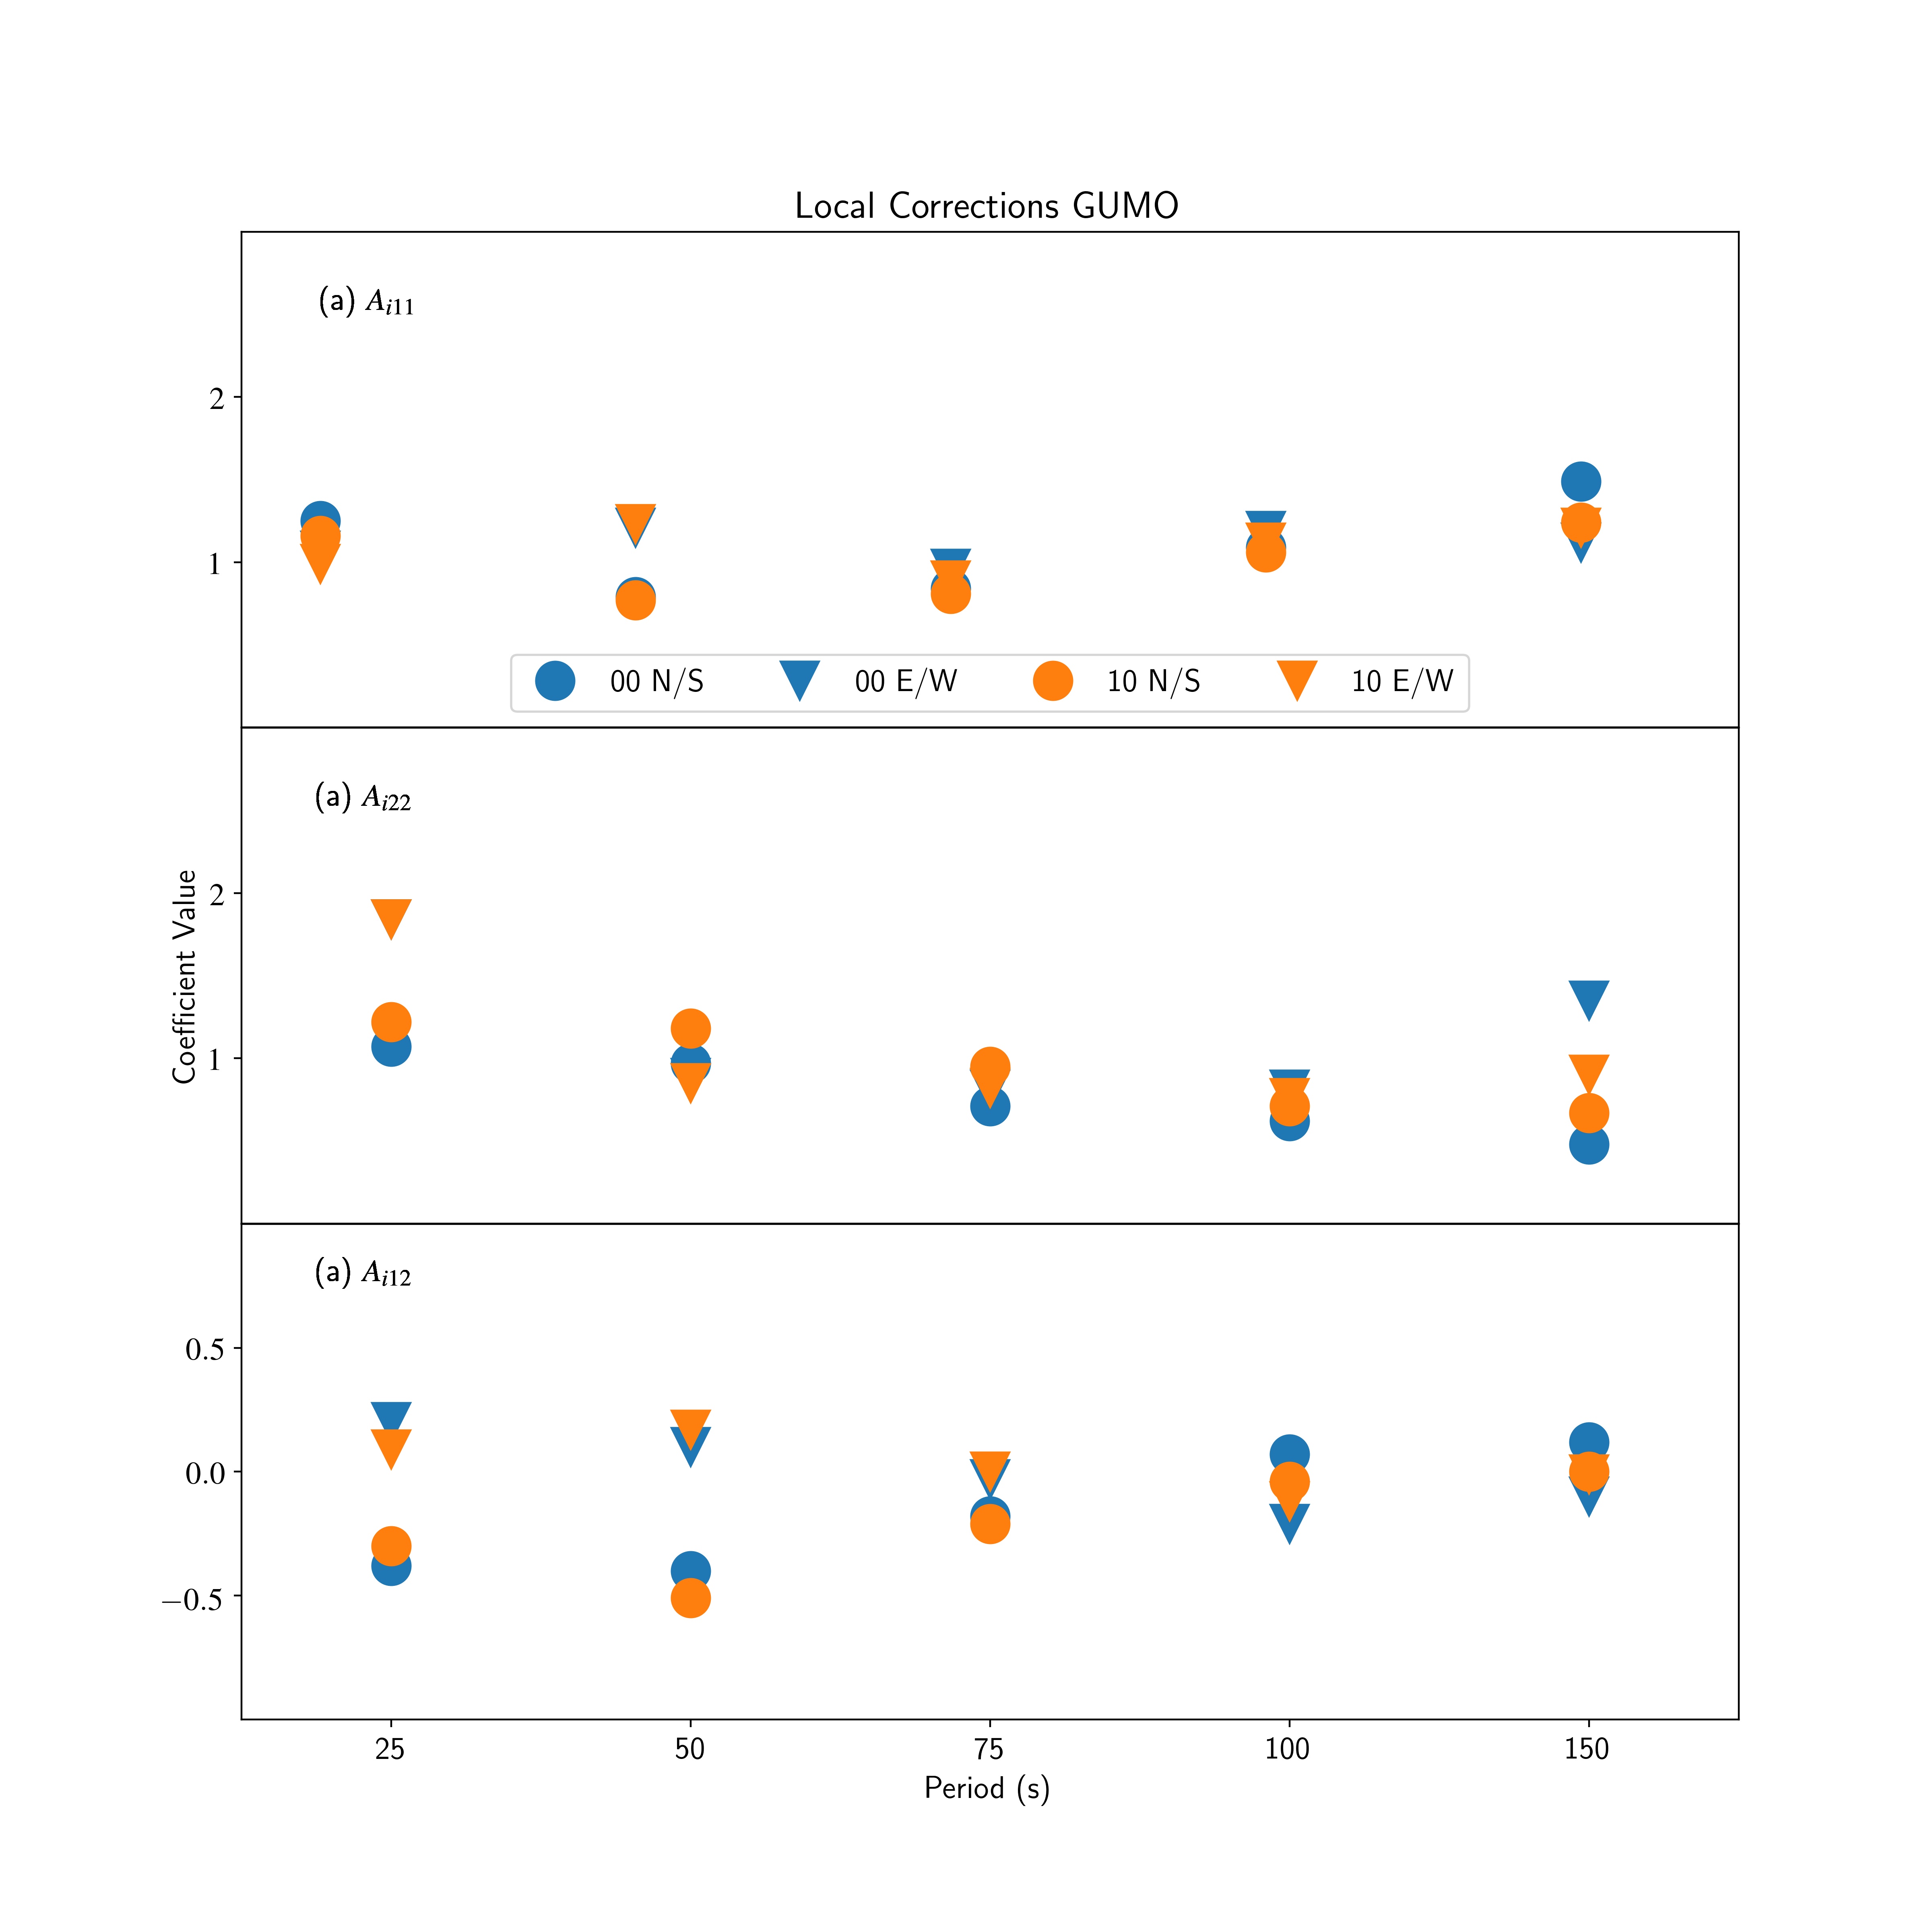 Local Corrections GUMO
(a) A_{i11}
2
1
00 N/S 00 E/W 10 N/S 10 E/W
(a) A_{i22}
2
1
Coefficient Value
(a) A_{i12}
0.5
0.0
−0.5
25 50 75 100 150
Period (s)